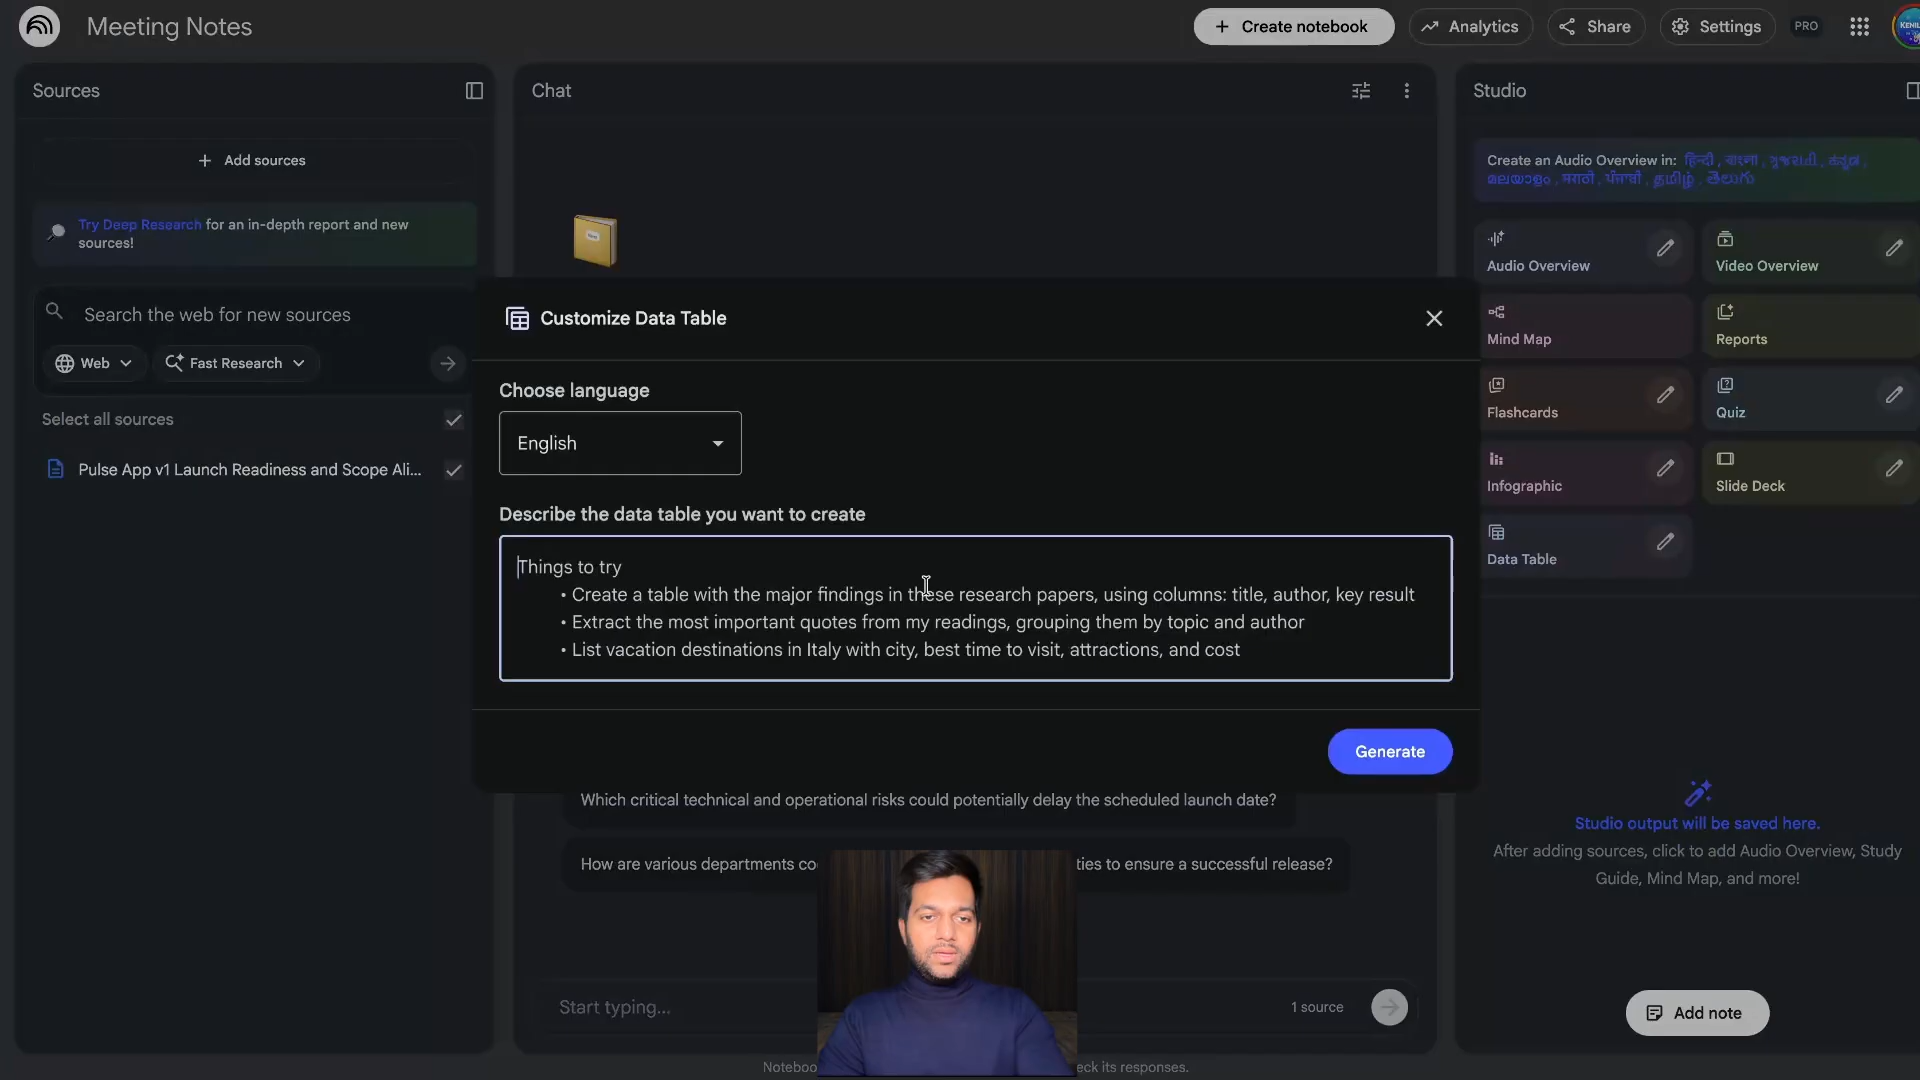 Meeting Notes
Create notebook
Analytics
Share
Settings
PRO
Sources
Add sources
Try Deep Research for an in-depth report and new
sources!
Search the web for new sources
Web
Fast Research
Select all sources
Pulse App v1 Launch Readiness and Scope Ali...
Chat
Customize Data Table
Choose language
English
Describe the data table you want to create
Things to try
• Create a table with the major findings in these research papers, using columns: title, author, key result
• Extract the most important quotes from my readings, grouping them by topic and author
• List vacation destinations in Italy with city, best time to visit, attractions, and cost
Generate
Which critical technical and operational risks could potentially delay the scheduled launch date?
How are various departments co
ties to ensure a successful release?
Start typing...
1 source
Noteboo
eck its responses.
Studio
Create an Audio Overview in: हिन्दी, বাংলা, ગુજરાતી, ಕನ್ನಡ,
മലയാളം, मराठी, ਪੰਜਾਬੀ, தமிழ், తెలుగు
Audio Overview
Video Overview
Mind Map
Reports
Flashcards
Quiz
Infographic
Slide Deck
Data Table
Studio output will be saved here.
After adding sources, click to add Audio Overview, Study
Guide, Mind Map, and more!
Add note